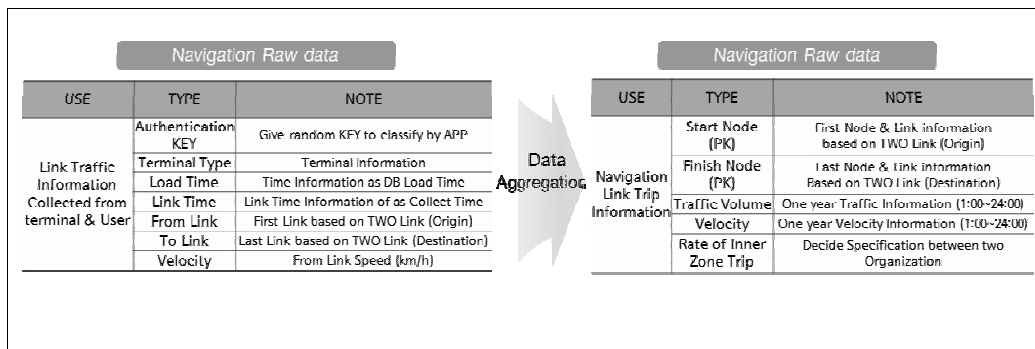 Navigation Raw data
USE TYPE NOTE
Link Traffic Information Collected from terminal & User
Authentication KEY Give random KEY to classify by APP
Terminal Type Terminal Information
Load Time Time Information as DB Load Time
Link Time Link Time Information of as Collect Time
From Link First Link based on TWO Link (Origin)
To Link Last Link based on TWO Link (Destination)
Velocity From Link Speed (km/h)
Data
Aggregation
Navigation Raw data
USE TYPE NOTE
Navigation Link Trip Information
Start Node (PK) First Node & Link information based on TWO Link (Origin)
Finish Node (PK) Last Node & Link information Based on TWO Link (Destination)
Traffic Volume One year Traffic Information (1:00~24:00)
Velocity One year Velocity Information (1:00~24:00)
Rate of Inner Zone Trip Decide Specification between two Organization